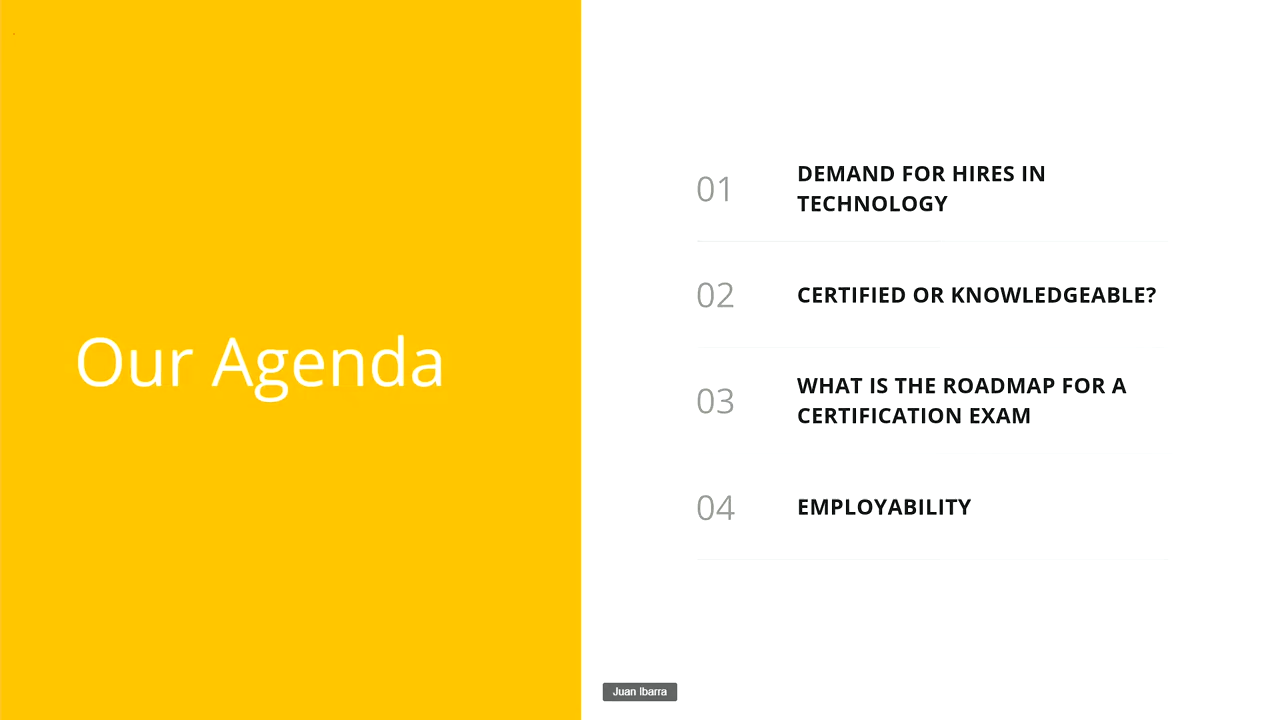 Our Agenda
01
DEMAND FOR HIRES IN
TECHNOLOGY
02
CERTIFIED OR KNOWLEDGEABLE?
03
WHAT IS THE ROADMAP FOR A
CERTIFICATION EXAM
04
EMPLOYABILITY
Juan Ibarra